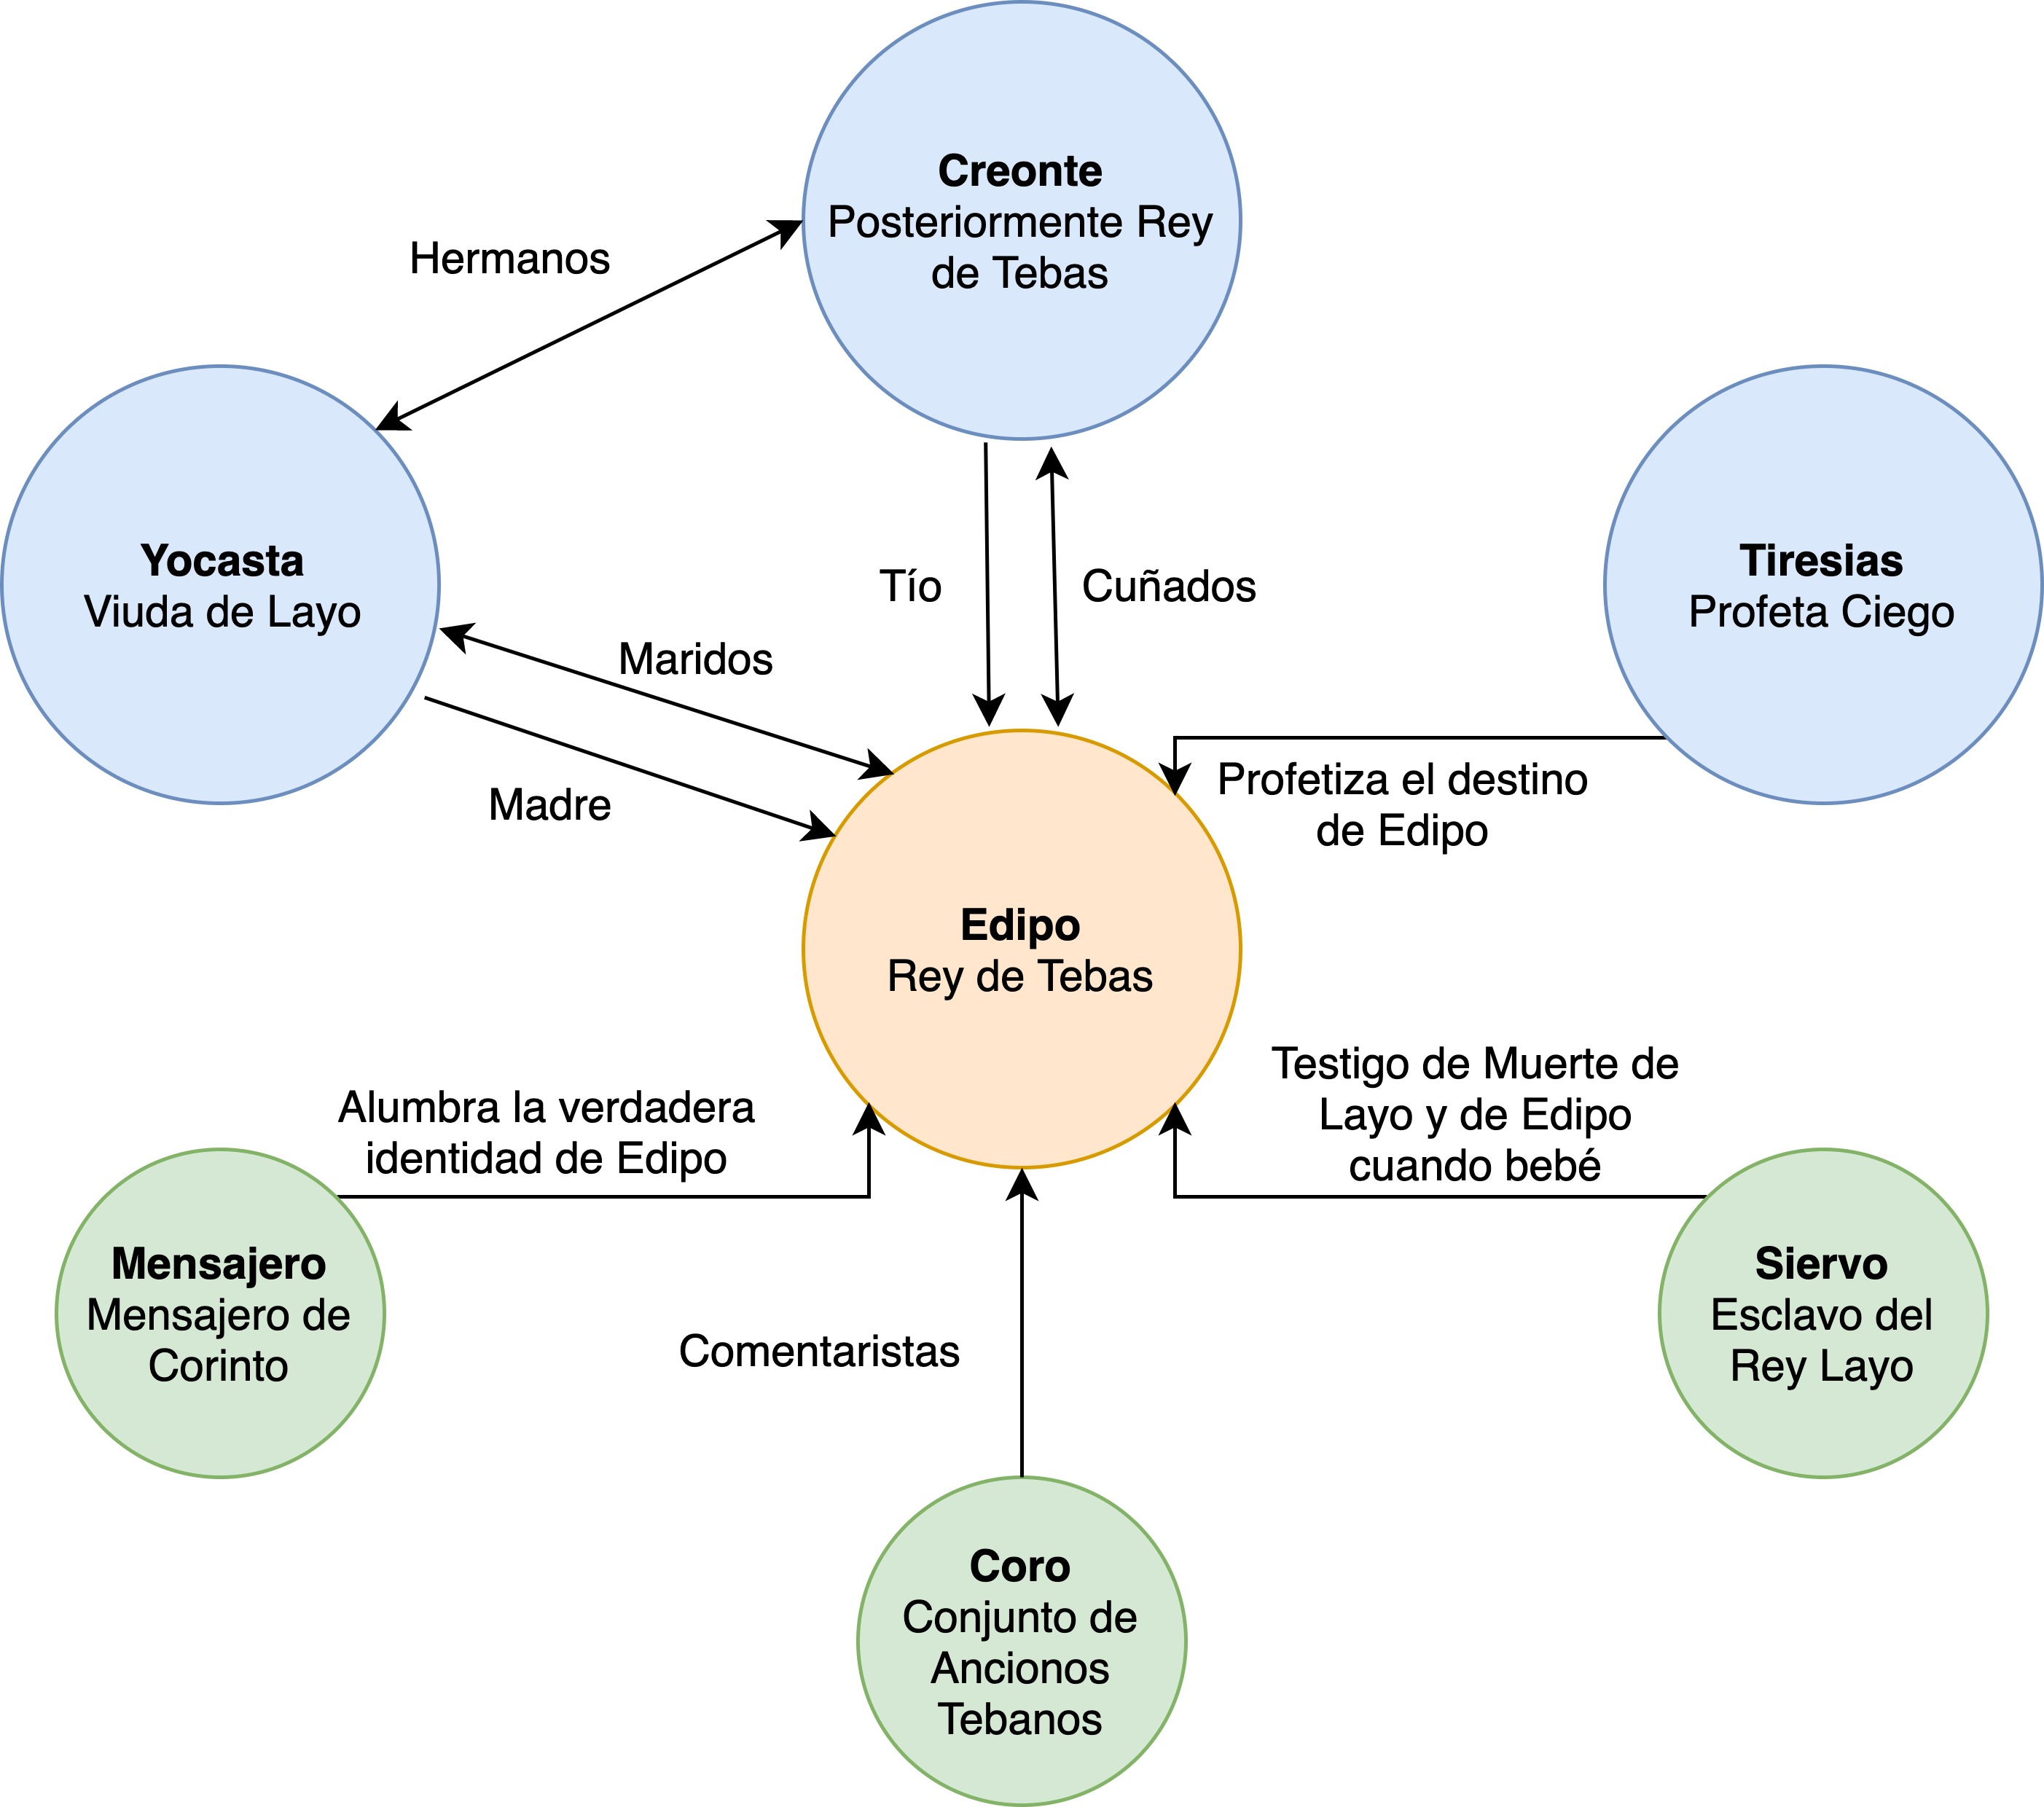 Creonte
Posteriormente Rey
de Tebas
Hermanos
Yocasta
Viuda de Layo
Tiresias
Profeta Ciego
Tío
Cuñados
Maridos
Madre
Profetiza el destino
de Edipo
Edipo
Rey de Tebas
Alumbra la verdadera
identidad de Edipo
Testigo de Muerte de
Layo y de Edipo
cuando bebé
Mensajero
Mensajero de
Corinto
Siervo
Esclavo del
Rey Layo
Comentaristas
Coro
Conjunto de
Ancionos
Tebanos